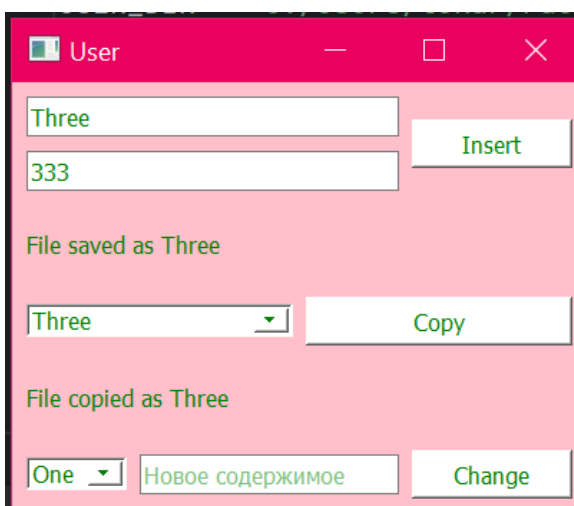 User
Three
Insert
333
File saved as Three
Three
Copy
File copied as Three
One
Новое содержимое
Change